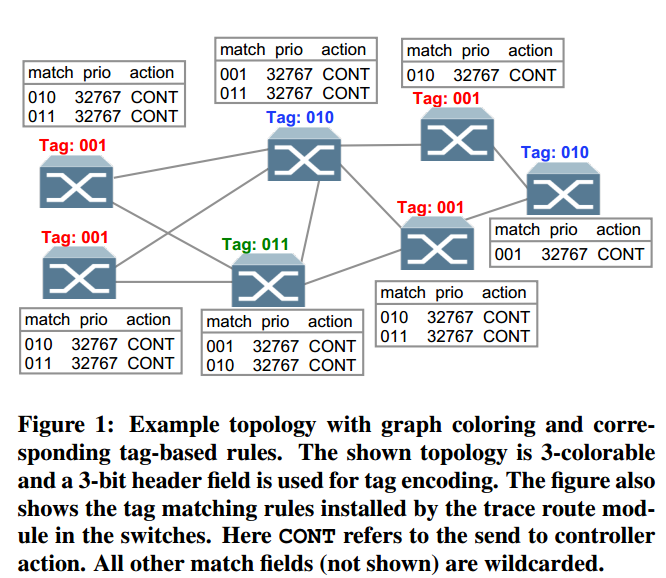 match prio action
001 32767 CONT
011 32767 CONT
match prio action
010 32767 CONT
match prio action
010 32767 CONT
011 32767 CONT
Tag: 001
Tag: 010
Tag: 001
Tag: 010
Tag: 001
Tag: 001
Tag: 011
match prio action
001 32767 CONT
match prio action
010 32767 CONT
011 32767 CONT
match prio action
010 32767 CONT
011 32767 CONT
match prio action
001 32767 CONT
010 32767 CONT
Figure 1: Example topology with graph coloring and corre-
sponding tag-based rules. The shown topology is 3-colorable
and a 3-bit header field is used for tag encoding. The figure also
shows the tag matching rules installed by the trace route mod-
ule in the switches. Here CONT refers to the send to controller
action. All other match fields (not shown) are wildcarded.